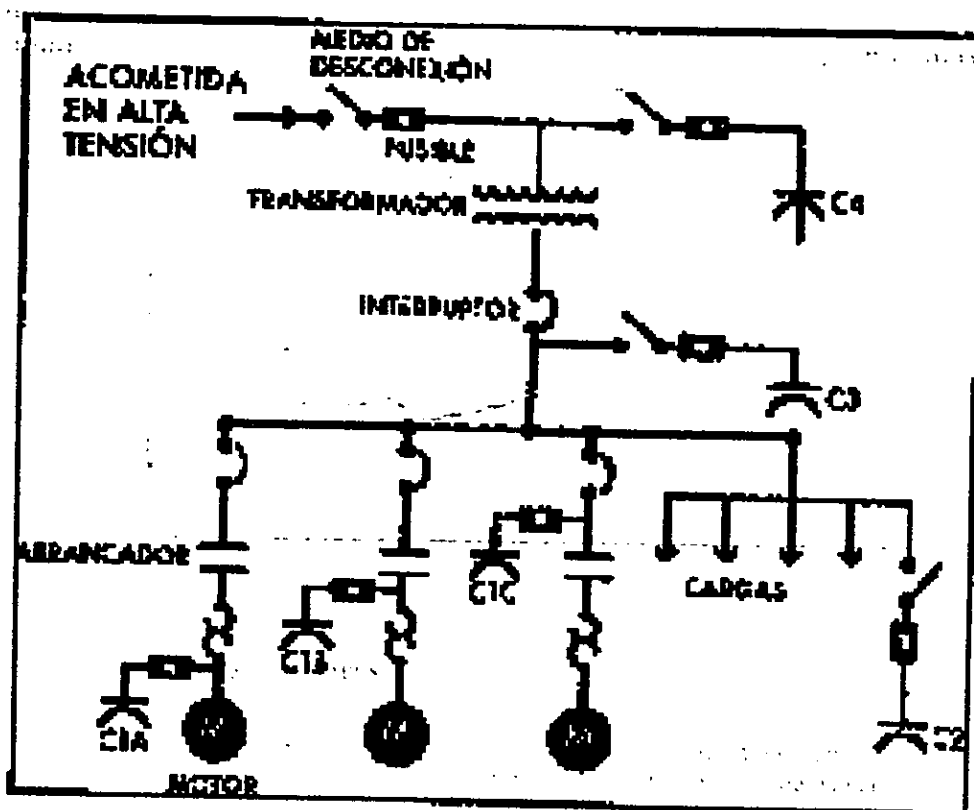 MEDIO DE
DESCONEXIÓN
ACOMETIDA
EN ALTA
TENSIÓN
FUSIBLE
TRANSFORMADOR
C4
INTERRUPTOR
C3
ARRANCADOR
C1C
CARGAS
C1B
C1A
C2
MOTOR